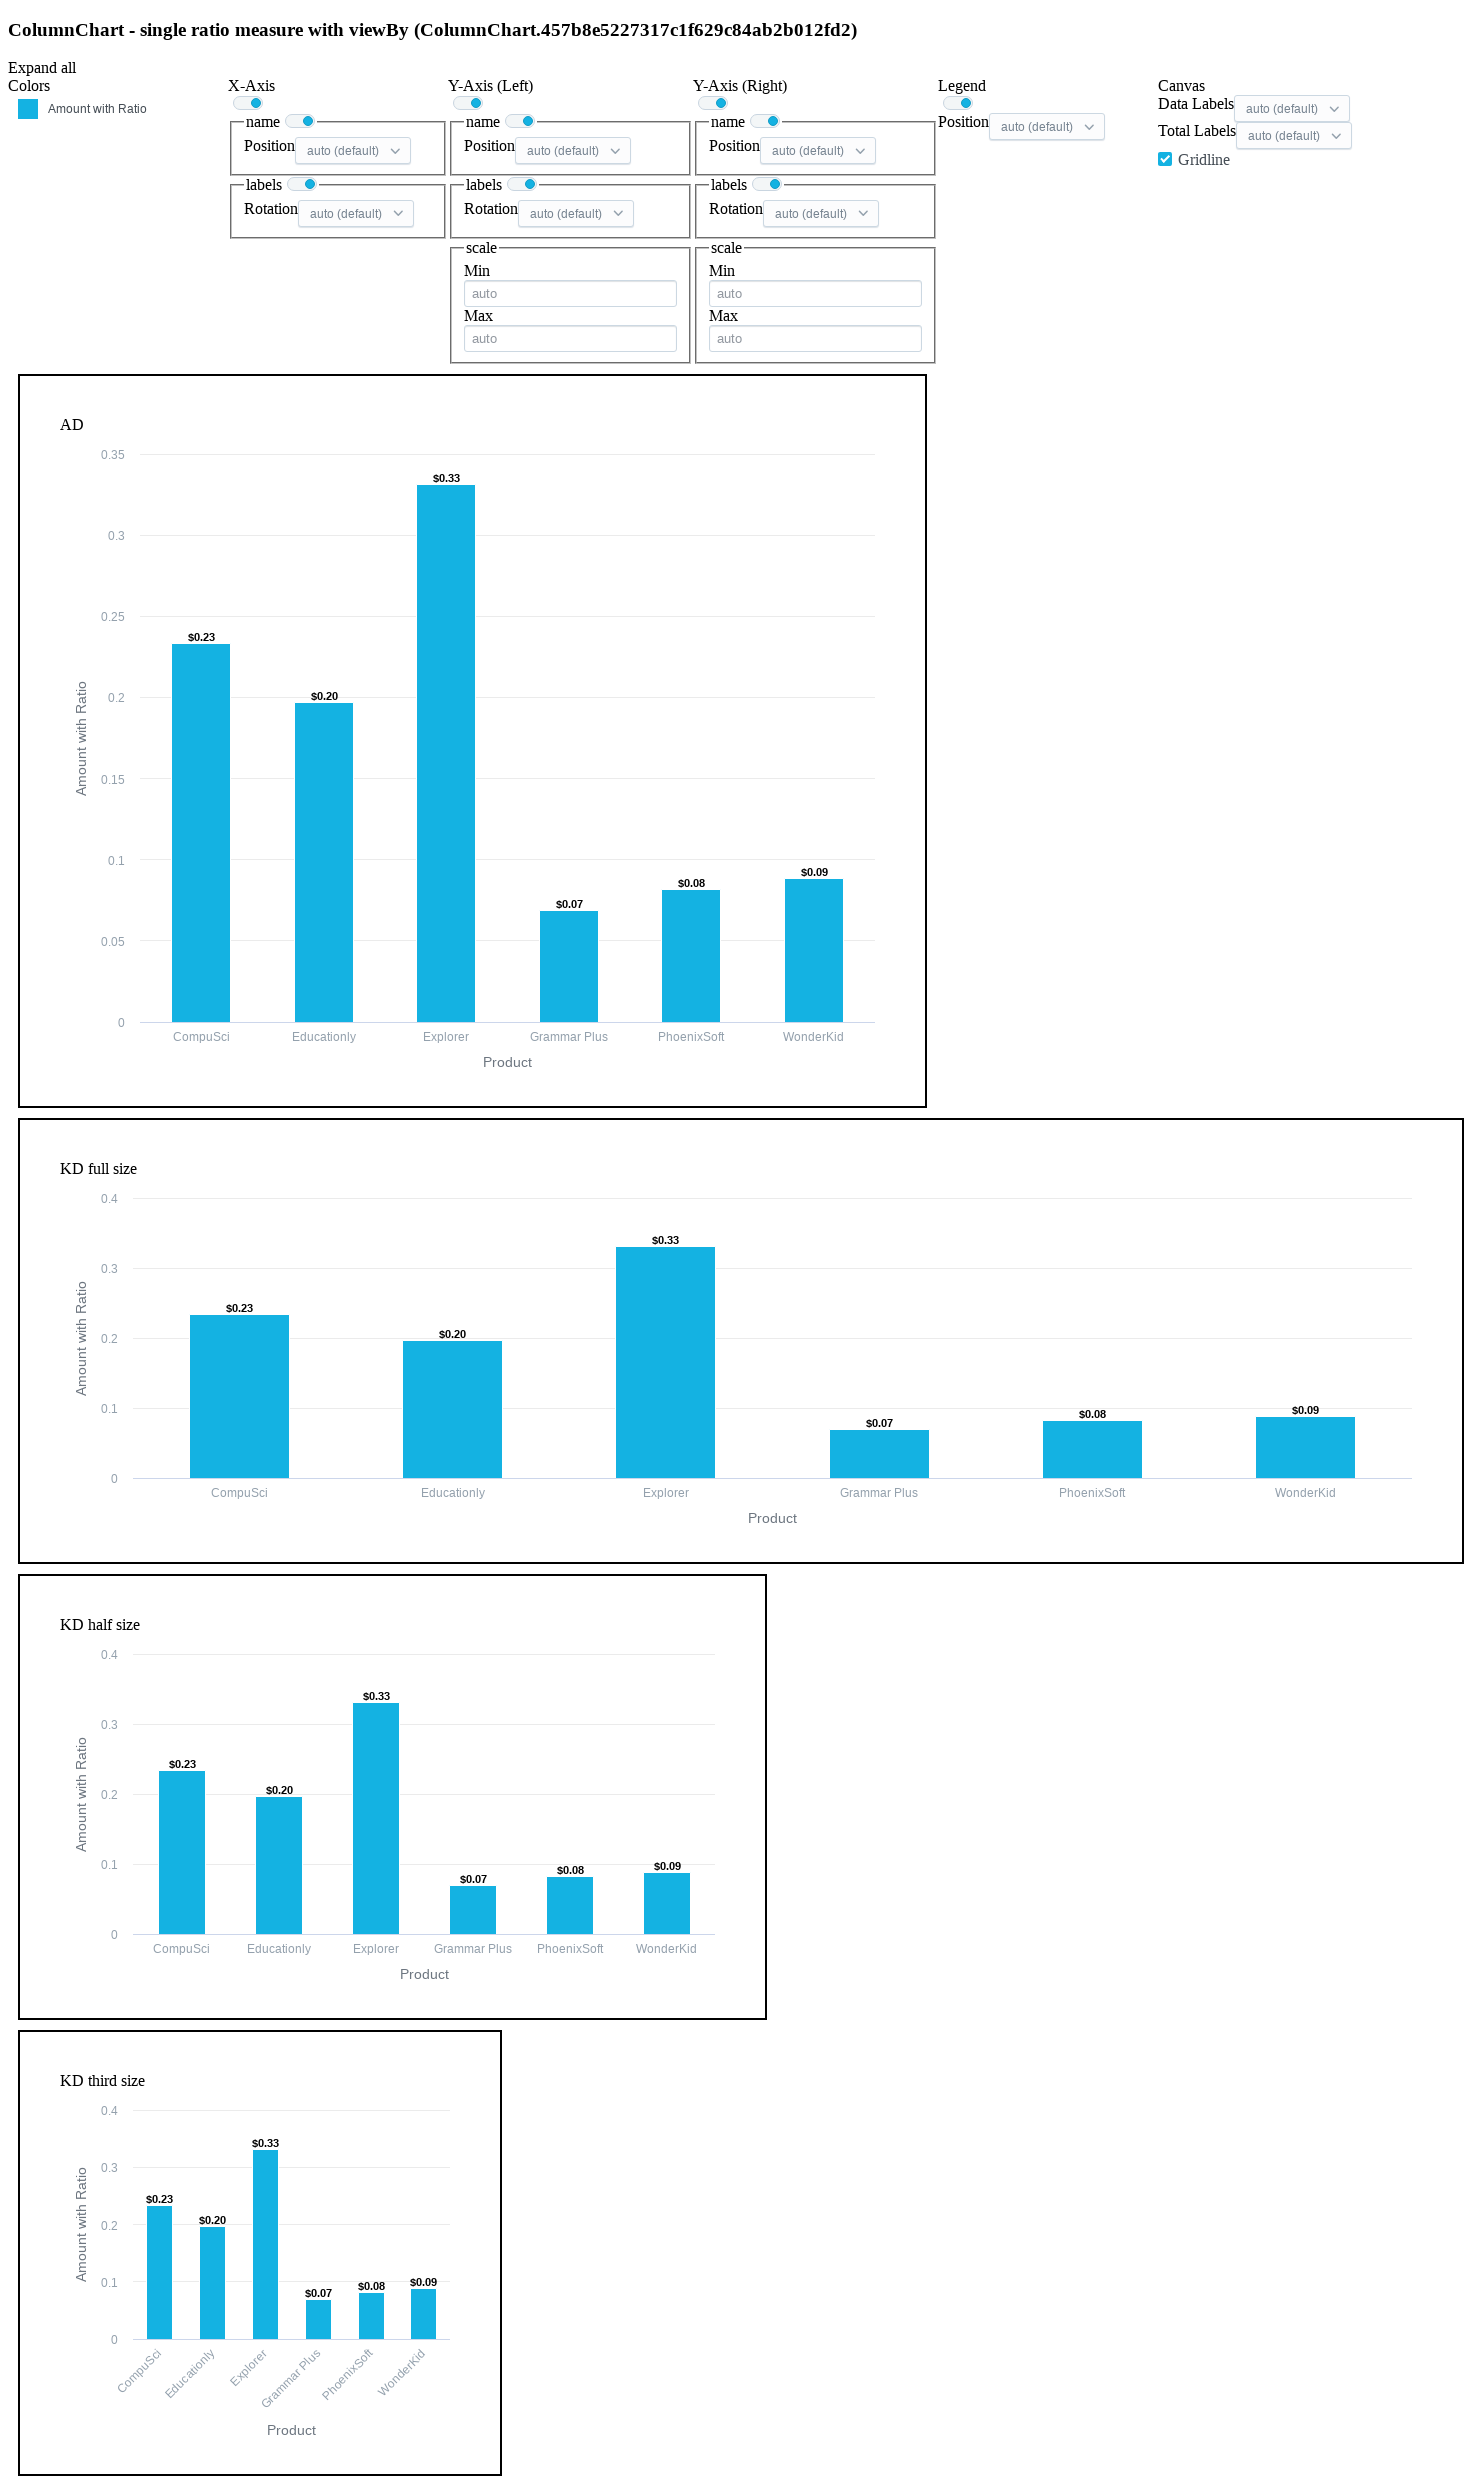 ColumnChart - single ratio measure with viewBy (ColumnChart.457b8e5227317c1f629c84ab2b012fd2)
Expand all
Colors
Amount with Ratio
X-Axis
name
Position auto (default)
labels
Rotation auto (default)
Y-Axis (Left)
name
Position auto (default)
labels
Rotation auto (default)
scale
Min
auto
Max
auto
Y-Axis (Right)
name
Position auto (default)
labels
Rotation auto (default)
scale
Min
auto
Max
auto
Legend
Position auto (default)
Canvas
Data Labels auto (default)
Total Labels auto (default)
Gridline
AD
Amount with Ratio
0.35
0.3
0.25
0.2
0.15
0.1
0.05
0
$0.23
$0.20
$0.33
$0.07
$0.08
$0.09
CompuSci Educationly Explorer Grammar Plus PhoenixSoft WonderKid
Product
KD full size
Amount with Ratio
0.4
0.3
0.2
0.1
0
$0.23
$0.20
$0.33
$0.07
$0.08
$0.09
CompuSci Educationly Explorer Grammar Plus PhoenixSoft WonderKid
Product
KD half size
Amount with Ratio
0.4
0.3
0.2
0.1
0
$0.23
$0.20
$0.33
$0.07
$0.08
$0.09
CompuSci Educationly Explorer Grammar Plus PhoenixSoft WonderKid
Product
KD third size
Amount with Ratio
0.4
0.3
0.2
0.1
0
$0.23
$0.20
$0.33
$0.07
$0.08
$0.09
CompuSci
Educationly
Explorer
Grammar Plus
PhoenixSoft
WonderKid
Product